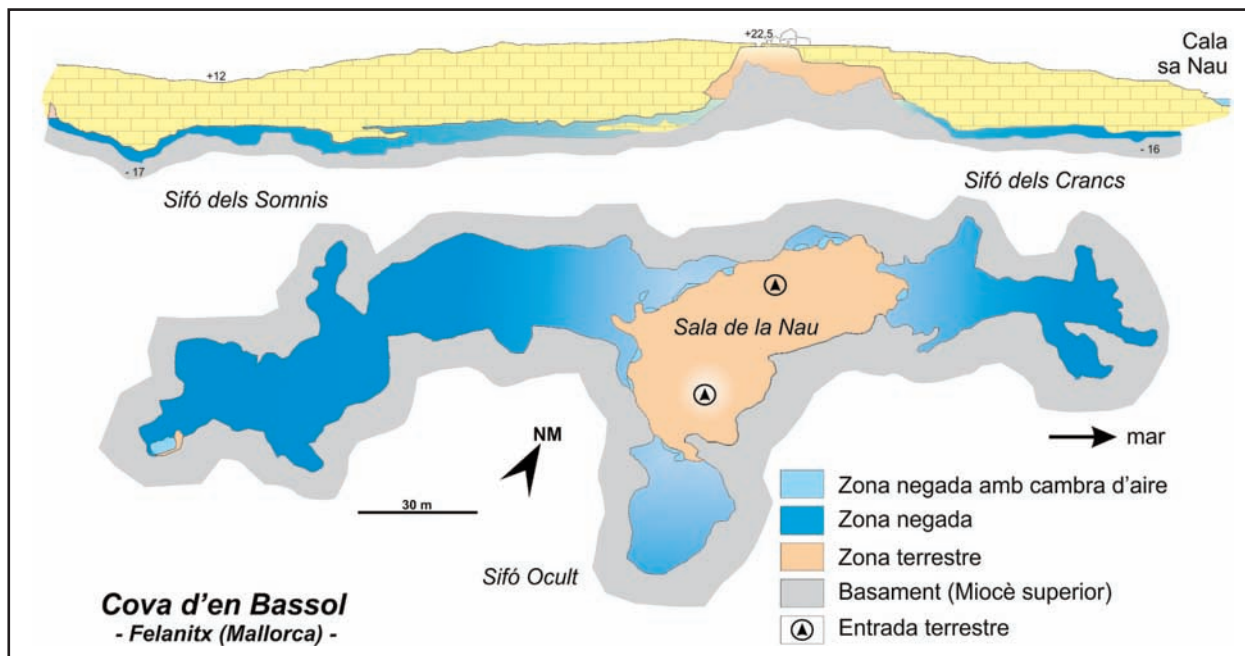 +22,5
Cala
sa Nau
+12
- 17
- 16
Sifó dels Somnis
Sifó dels Crancs
Sala de la Nau
NM
mar
30 m
Zona negada amb cambra d'aire
Zona negada
Zona terrestre
Basament (Miocè superior)
Entrada terrestre
Sifó Ocult
Cova d'en Bassol
- Felanitx (Mallorca) -